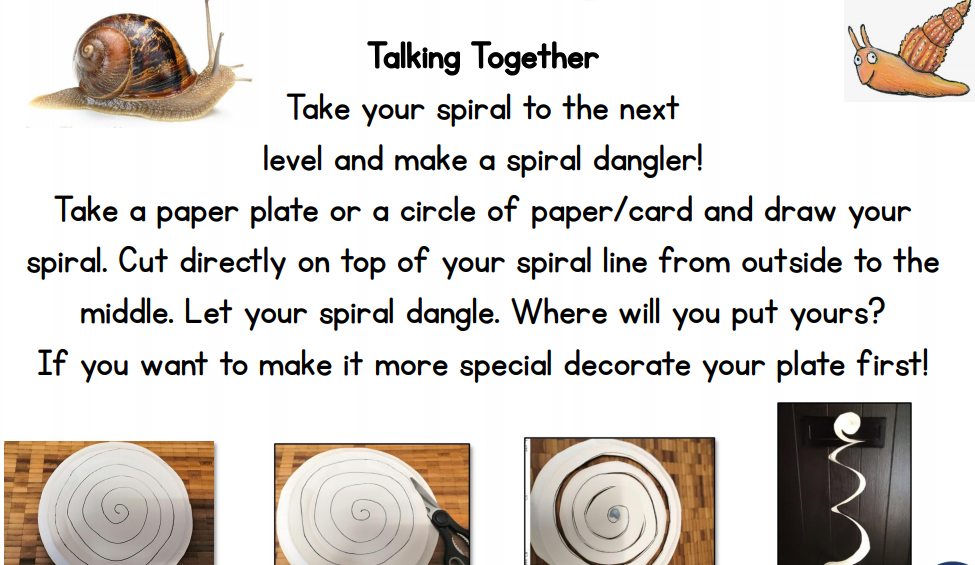 Talking Together
Take your spiral to the next
level and make a spiral dangler!
Take a paper plate or a circle of paper/card and draw your
spiral. Cut directly on top of your spiral line from outside to the
middle. Let your spiral dangle. Where will you put yours?
If you want to make it more special decorate your plate first!